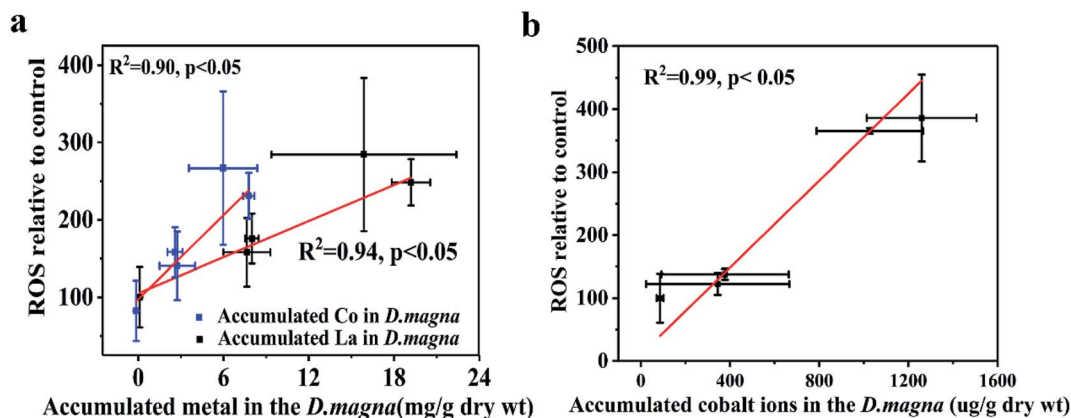 a
R²=0.90, p<0.05
400
300
200
100
ROS relative to control
R²=0.94, p<0.05
Accumulated Co in D.magna
Accumulated La in D.magna
0 6 12 18 24
Accumulated metal in the D.magna(mg/g dry wt)
b
R²=0.99, p< 0.05
500
400
300
200
100
0
ROS relative to control
0 400 800 1200 1600
Accumulated cobalt ions in the D.magna (ug/g dry wt)